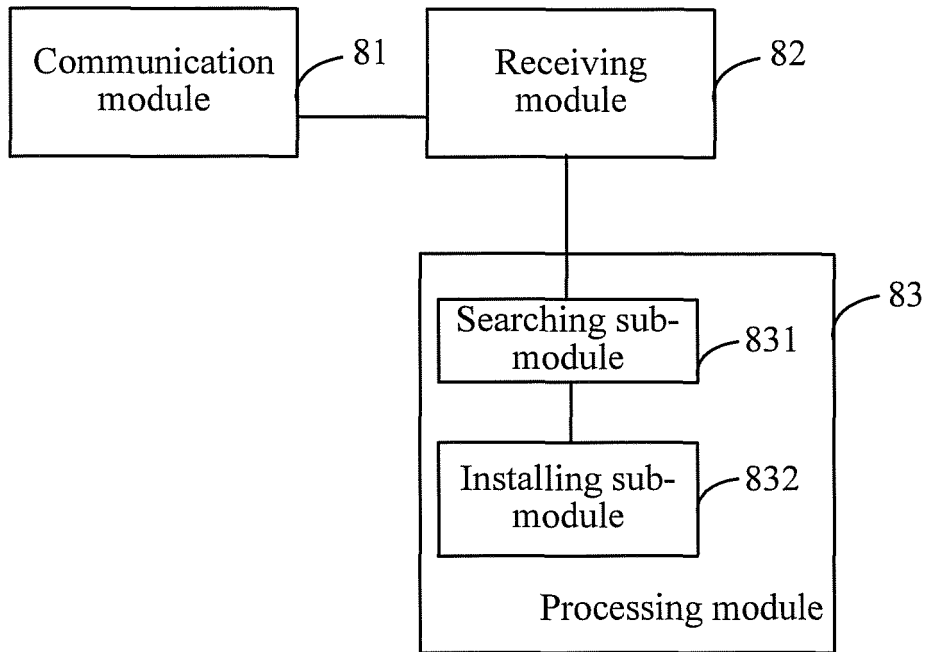 Communication
module
81
Receiving
module
82
83
Searching sub-
module
831
Installing sub-
module
832
Processing module